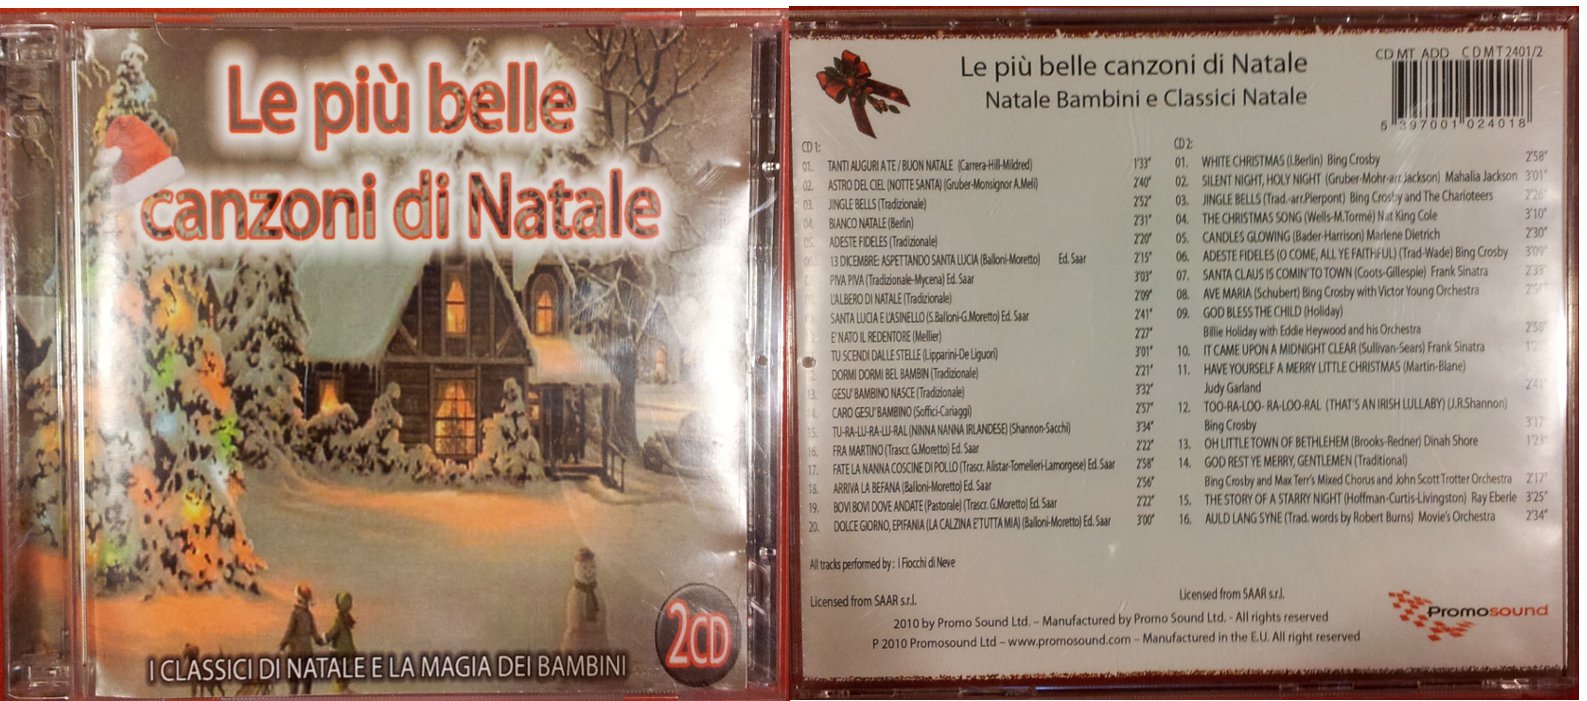 Le più belle
canzoni di Natale
2CD
I CLASSICI DI NATALE E LA MAGIA DEI BAMBINI
Le più belle canzoni di Natale
Natale Bambini e Classici Natale
CD MT ADD CDMT2401/2
5 397001 024018
CD 1:
01. TANTI AUGURI A TE / BUON NATALE (Carrera-Hill-Mildred) 1'33"
02. ASTRO DEL CIEL (NOTTE SANTA) (Gruber-Monsignor A.Meli) 2'40"
03. JINGLE BELLS (Tradizionale) 2'52"
04. BIANCO NATALE (Berlin) 2'31"
05. ADESTE FIDELES (Tradizionale) 2'20"
13 DICEMBRE: ASPETTANDO SANTA LUCIA (Balloni-Moretto) Ed. Saar 2'15"
PIVA PIVA (Tradizionale-Mycena) Ed. Saar 3'03"
L'ALBERO DI NATALE (Tradizionale) 2'09"
SANTA LUCIA E L'ASINELLO (S.Balloni-G.Moretto) Ed. Saar 2'41"
E' NATO IL REDENTORE (Mellier) 2'27"
TU SCENDI DALLE STELLE (Lipparini-De Liguori) 3'01"
DORMI DORMI BEL BAMBIN (Tradizionale) 2'21"
13. GESU' BAMBINO NASCE (Tradizionale) 3'32"
14. CARO GESU' BAMBINO (Soffici-Cariaggi) 2'57"
15. TU-RA-LU-RA-LU-RAL (NINNA NANNA IRLANDESE) (Shannon-Sacchi) 3'34"
16. FRA MARTINO (Trascr. G.Moretto) Ed. Saar 2'22"
17. FATE LA NANNA COSCINE DI POLLO (Trascr. Alistar-Tomelleri-Lamorgese) Ed. Saar 2'58"
18. ARRIVA LA BEFANA (Balloni-Moretto) Ed. Saar 2'56"
19. BOVI BOVI DOVE ANDATE (Pastorale) (Trascr. G.Moretto) Ed. Saar 2'22"
20. DOLCE GIORNO, EPIFANIA (LA CALZINA E' TUTTA MIA) (Balloni-Moretto) Ed. Saar 3'00"
All tracks performed by : I Fiocchi di Neve
Licensed from SAAR s.r.l.
CD 2:
01. WHITE CHRISTMAS (I.Berlin) Bing Crosby 2'58"
02. SILENT NIGHT, HOLY NIGHT (Gruber-Mohr-arr.Jackson) Mahalia Jackson 3'01"
03. JINGLE BELLS (Trad.-arr.Pierpont) Bing Crosby and The Charioteers 2'26"
04. THE CHRISTMAS SONG (Wells-M.Tormé) Nat King Cole 3'10"
05. CANDLES GLOWING (Bader-Harrison) Marlene Dietrich 2'30"
06. ADESTE FIDELES (O COME, ALL YE FAITHFUL) (Trad-Wade) Bing Crosby 3'09"
07. SANTA CLAUS IS COMIN' TO TOWN (Coots-Gillespie) Frank Sinatra 2'33"
08. AVE MARIA (Schubert) Bing Crosby with Victor Young Orchestra
09. GOD BLESS THE CHILD (Holiday)
Billie Holiday with Eddie Heywood and his Orchestra 2'58"
10. IT CAME UPON A MIDNIGHT CLEAR (Sullivan-Sears) Frank Sinatra
11. HAVE YOURSELF A MERRY LITTLE CHRISTMAS (Martin-Blane)
Judy Garland 2'41"
12. TOO-RA-LOO- RA-LOO-RAL (THAT'S AN IRISH LULLABY) (J.R.Shannon)
Bing Crosby 3'17"
13. OH LITTLE TOWN OF BETHLEHEM (Brooks-Redner) Dinah Shore 1'23"
14. GOD REST YE MERRY, GENTLEMEN (Traditional)
Bing Crosby and Max Terr's Mixed Chorus and John Scott Trotter Orchestra 2'17"
15. THE STORY OF A STARRY NIGHT (Hoffman-Curtis-Livingston) Ray Eberle 3'25"
16. AULD LANG SYNE (Trad. words by Robert Burns) Movie's Orchestra 2'34"
Licensed from SAAR s.r.l.
2010 by Promo Sound Ltd. – Manufactured by Promo Sound Ltd. - All rights reserved
P 2010 Promosound Ltd – www.promosound.com – Manufactured in the E.U. All right reserved
Promosound